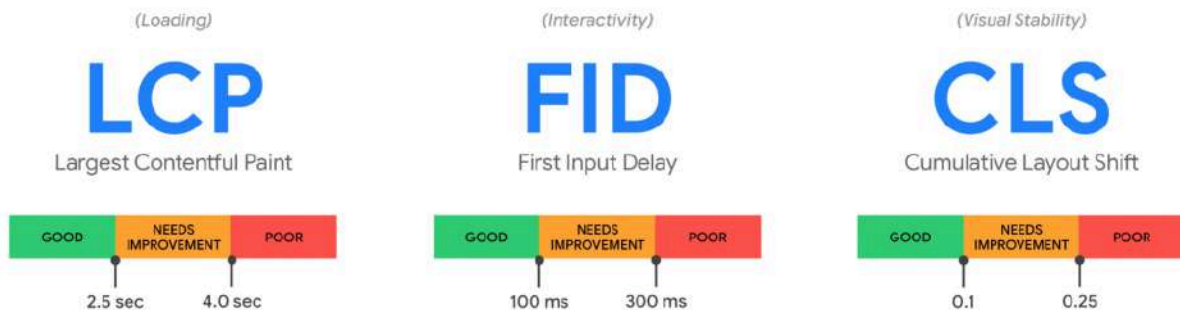 (Loading)
LCP
Largest Contentful Paint
GOOD
NEEDS
IMPROVEMENT
POOR
2.5 sec
4.0 sec
(Interactivity)
FID
First Input Delay
GOOD
NEEDS
IMPROVEMENT
POOR
100 ms
300 ms
(Visual Stability)
CLS
Cumulative Layout Shift
GOOD
NEEDS
IMPROVEMENT
POOR
0.1
0.25